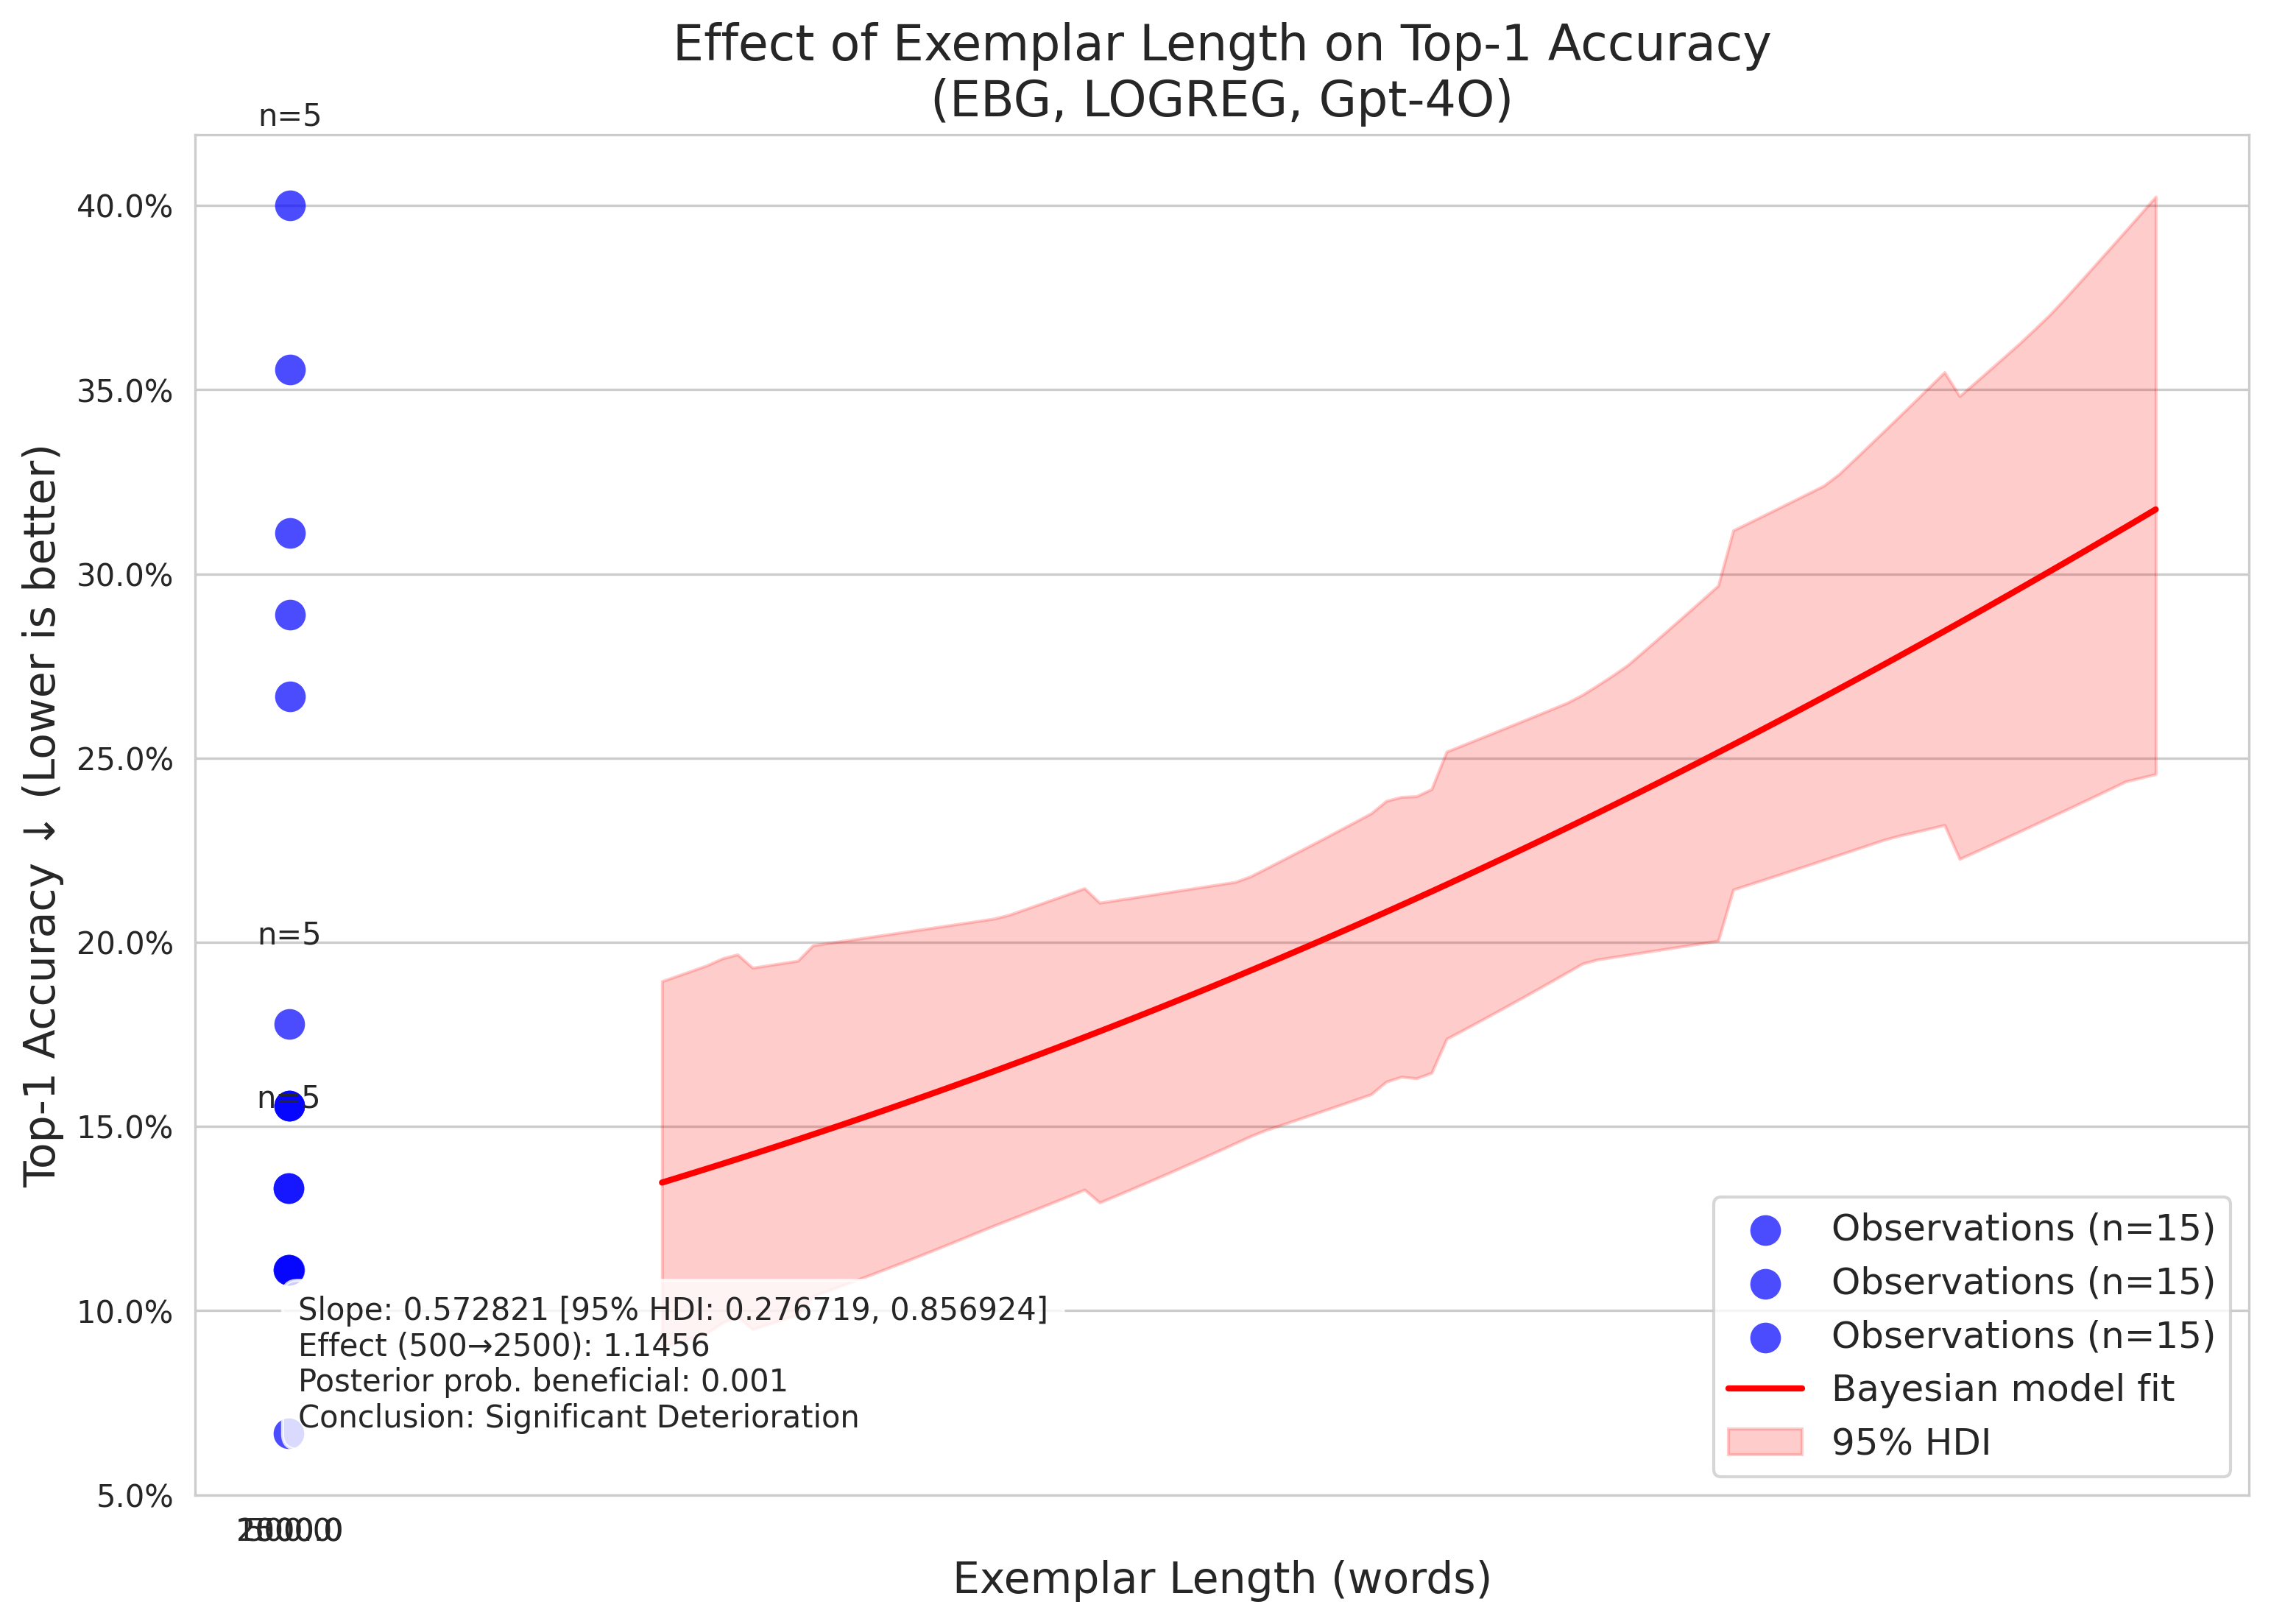 Effect of Exemplar Length on Top-1 Accuracy
(EBG, LOGREG, Gpt-4O)
n=5
40.0%
35.0%
30.0%
25.0%
20.0%
15.0%
10.0%
5.0%
Top-1 Accuracy ↓ (Lower is better)
n=5
n=5
Slope: 0.572821 [95% HDI: 0.276719, 0.856924]
Effect (500→2500): 1.1456
Posterior prob. beneficial: 0.001
Conclusion: Significant Deterioration
Observations (n=15)
Observations (n=15)
Observations (n=15)
Bayesian model fit
95% HDI
Exemplar Length (words)